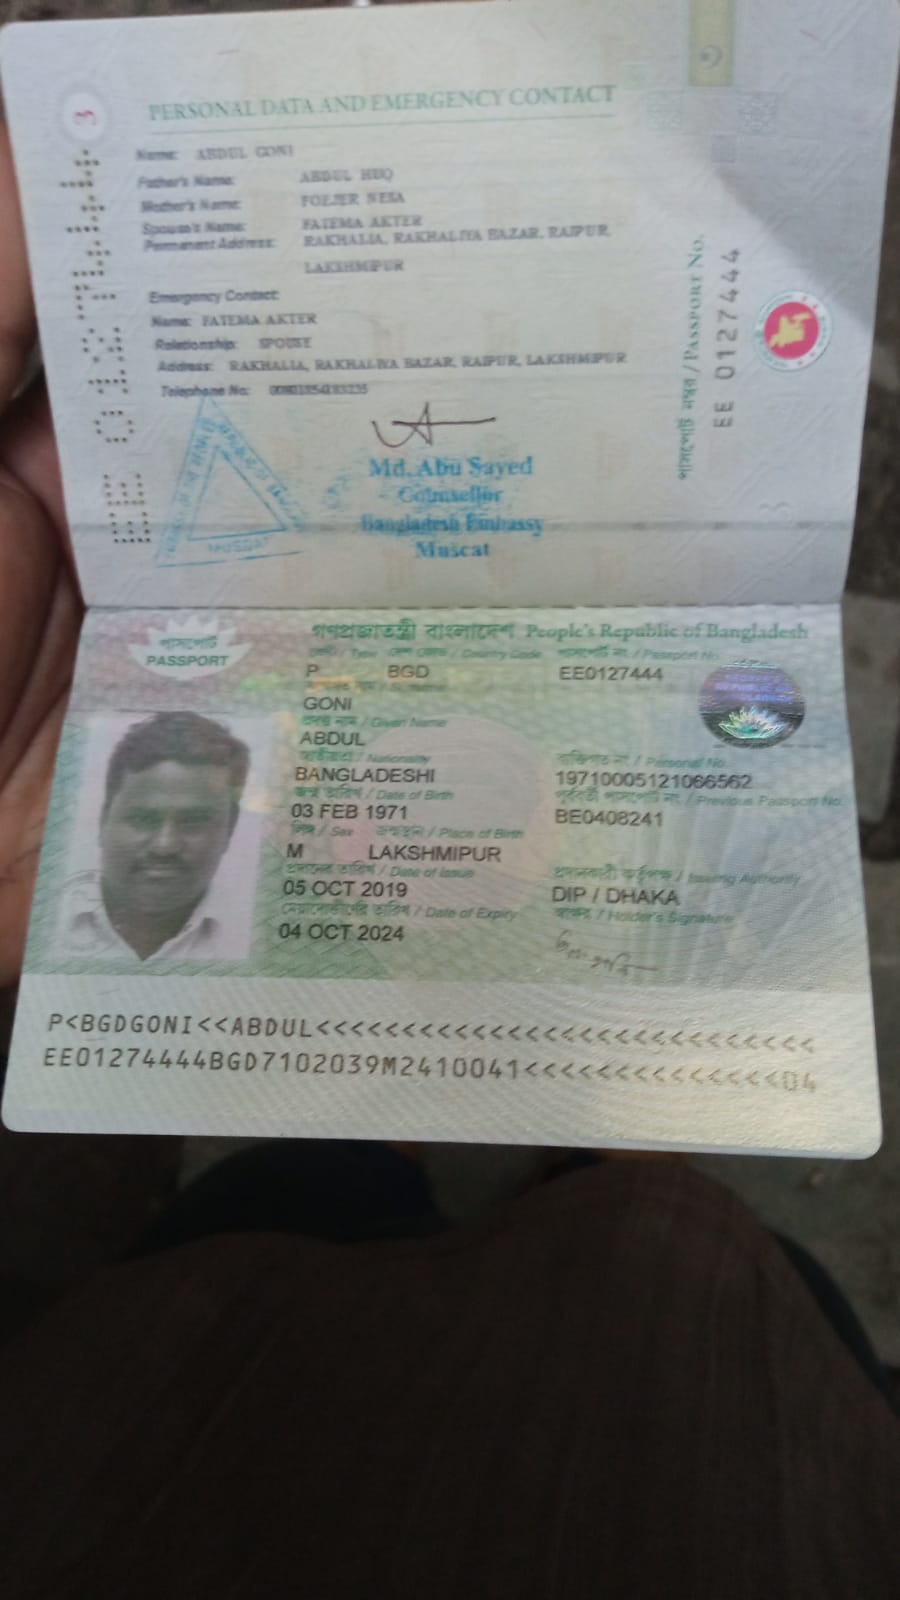 3
PERSONAL DATA AND EMERGENCY CONTACT
Name: ABDUL GONI
Father's Name: ABDUL HUQ
Mother's Name: FOEJER NESA
Spouse's Name: FATEMA AKTER
Permanent Address: RAKHALIA, RAKHALIYA BAZAR, RAIPUR,
LAKSHMIPUR
Emergency Contact:
Name: FATEMA AKTER
Relationship: SPOUSE
Address: RAKHALIA, RAKHALIYA BAZAR, RAIPUR, LAKSHMIPUR
Telephone No:
পাসপোর্ট নম্বর / PASSPORT No.
EE 0127444
Md. Abu Sayed
Counsellor
Bangladesh Embassy
Muscat
MUSCAT
পাসপোর্ট
PASSPORT
গণপ্রজাতন্ত্রী বাংলাদেশ People's Republic of Bangladesh
/ Type / Country Code পাসপোর্ট নং / Passport No.
P BGD EE0127444
GONI
/ Given Name
ABDUL
জাতীয়তা / Nationality ব্যক্তিগত নং / Personal No.
BANGLADESHI 19710005121066562
জন্ম তারিখ / Date of Birth পূর্ববর্তী পাসপোর্ট নং / Previous Passport No.
03 FEB 1971 BE0408241
লিঙ্গ / Sex জন্মস্থান / Place of Birth
M LAKSHMIPUR
প্রদানের তারিখ / Date of Issue প্রদানকারী কর্তৃপক্ষ / Issuing Authority
05 OCT 2019 DIP / DHAKA
মেয়াদোত্তীর্ণের তারিখ / Date of Expiry স্বাক্ষর / Holder's Signature
04 OCT 2024
P<BGDGONI<<ABDUL<<<<<<<<<<<<<<<<<<<<<<<<<<<<
EE01274444BGD7102039M2410041<<<<<<<<<<<<<<04